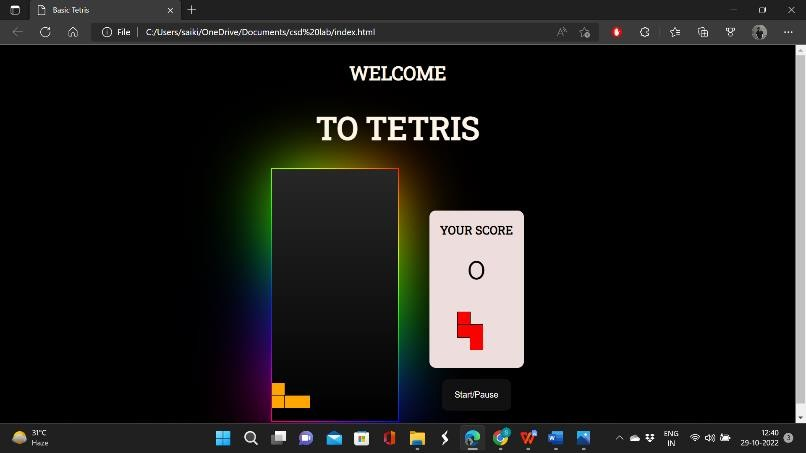 Basic Tetris
File
C:/Users/saiki/OneDrive/Documents/csd%20lab/index.html
WELCOME
TO TETRIS
YOUR SCORE
0
Start/Pause
31°C
Haze
ENG
IN
12:40
29-10-2022
3